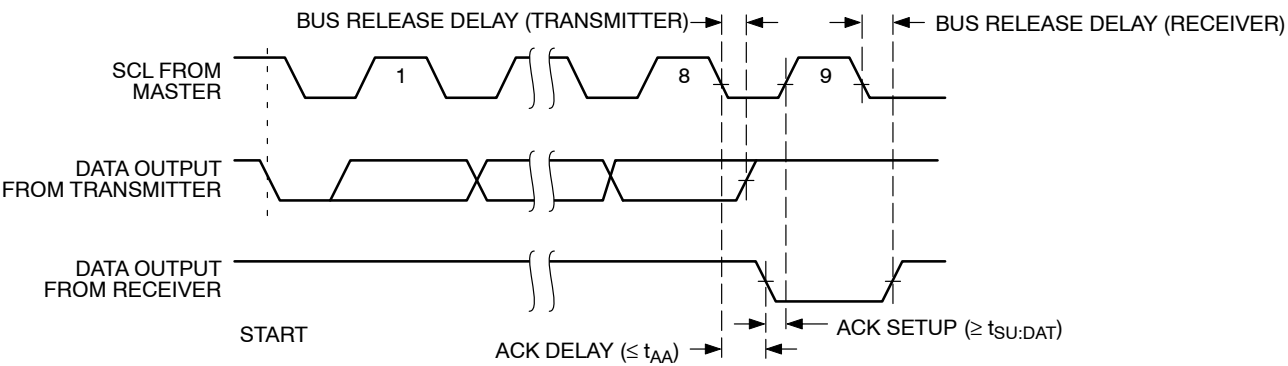 BUS RELEASE DELAY (TRANSMITTER)
BUS RELEASE DELAY (RECEIVER)
SCL FROM
MASTER
1
8
9
DATA OUTPUT
FROM TRANSMITTER
DATA OUTPUT
FROM RECEIVER
START
ACK SETUP (≥ tSU:DAT)
ACK DELAY (≤ tAA)